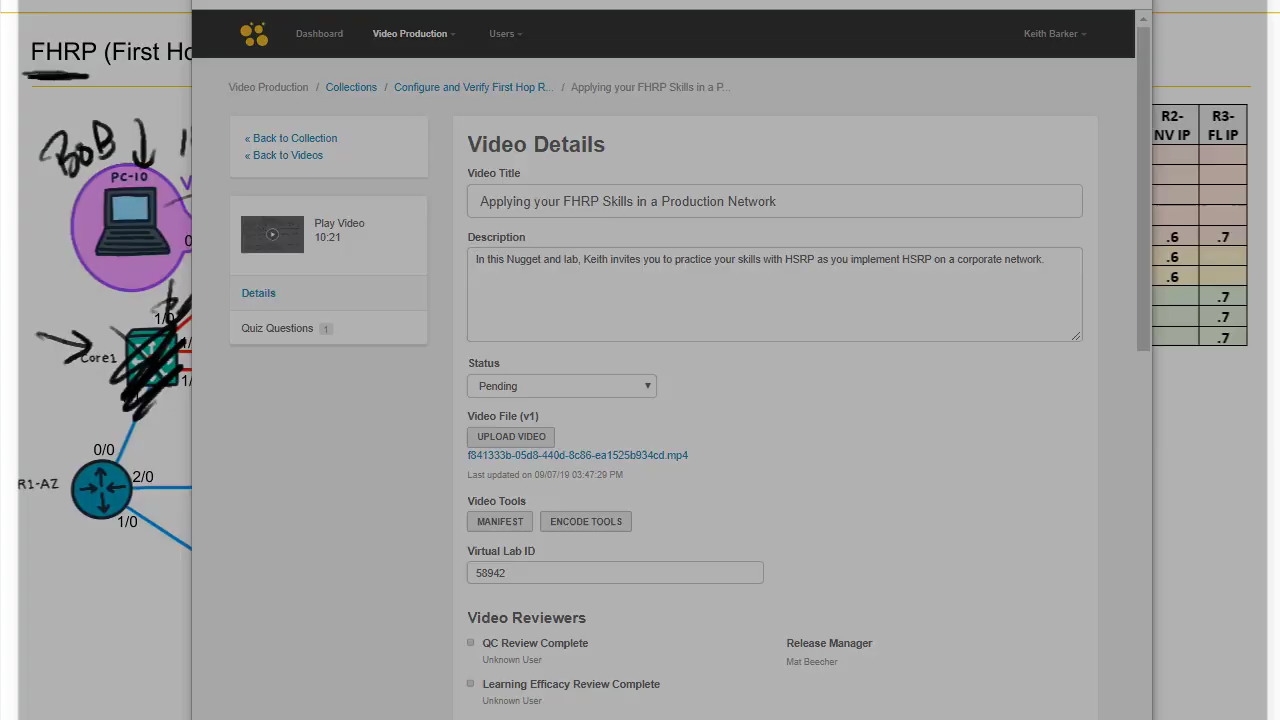 FHRP (First Ho
BOB
PC-10
1/0
Core1
1/
1/
0/0
R1-AZ
2/0
1/0
Dashboard
Video Production
Users
Keith Barker
Video Production / Collections / Configure and Verify First Hop R... / Applying your FHRP Skills in a P...
« Back to Collection
« Back to Videos
Play Video
10:21
Details
Quiz Questions 1
Video Details
Video Title
Applying your FHRP Skills in a Production Network
Description
In this Nugget and lab, Keith invites you to practice your skills with HSRP as you implement HSRP on a corporate network.
Status
Pending
Video File (v1)
UPLOAD VIDEO
f841333b-05d8-440d-8c86-ea1525b934cd.mp4
Last updated on 09/07/19 03:47:29 PM
Video Tools
MANIFEST ENCODE TOOLS
Virtual Lab ID
58942
Video Reviewers
QC Review Complete
Unknown User
Release Manager
Mat Beecher
Learning Efficacy Review Complete
Unknown User
R2- R3-
NV IP FL IP
.6 .7
.6
.6
.7
.7
.7